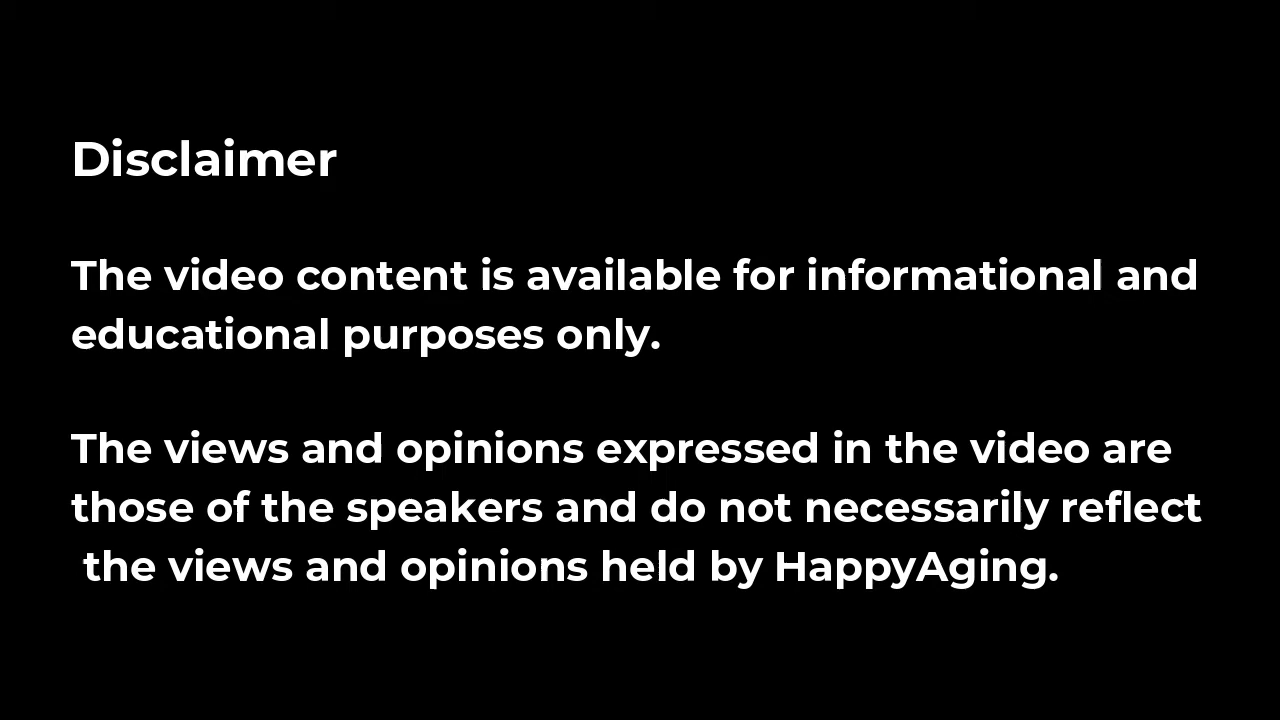 Disclaimer
The video content is available for informational and
educational purposes only.
The views and opinions expressed in the video are
those of the speakers and do not necessarily reflect
the views and opinions held by HappyAging.